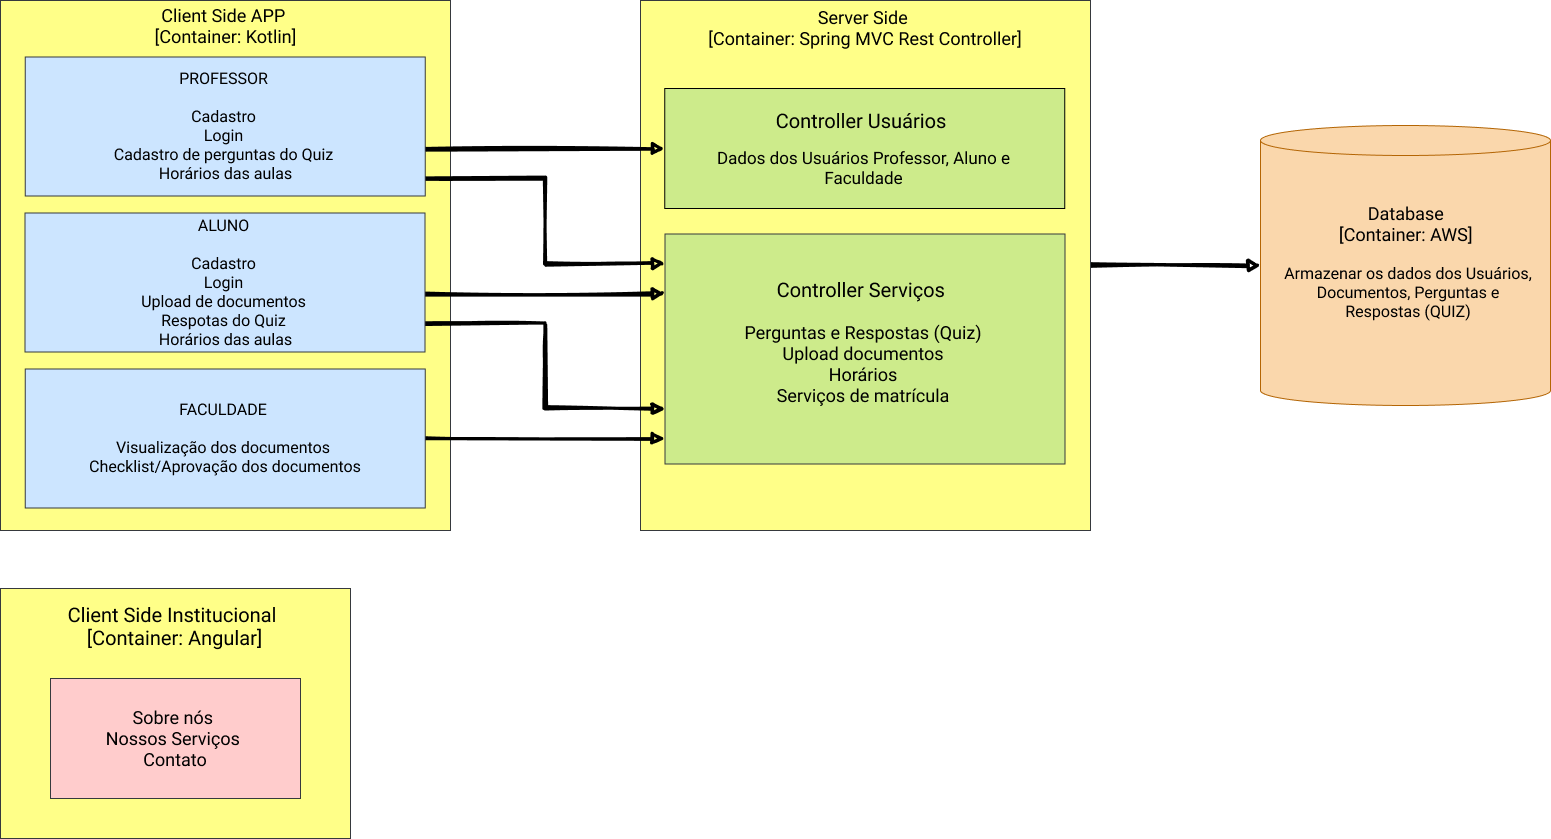 Client Side APP
[Container: Kotlin]
PROFESSOR
Cadastro
Login
Cadastro de perguntas do Quiz
Horários das aulas
ALUNO
Cadastro
Login
Upload de documentos
Respotas do Quiz
Horários das aulas
FACULDADE
Visualização dos documentos
Checklist/Aprovação dos documentos
Server Side
[Container: Spring MVC Rest Controller]
Controller Usuários
Dados dos Usuários Professor, Aluno e
Faculdade
Controller Serviços
Perguntas e Respostas (Quiz)
Upload documentos
Horários
Serviços de matrícula
Database
[Container: AWS]
Armazenar os dados dos Usuários,
Documentos, Perguntas e
Respostas (QUIZ)
Client Side Institucional
[Container: Angular]
Sobre nós
Nossos Serviços
Contato